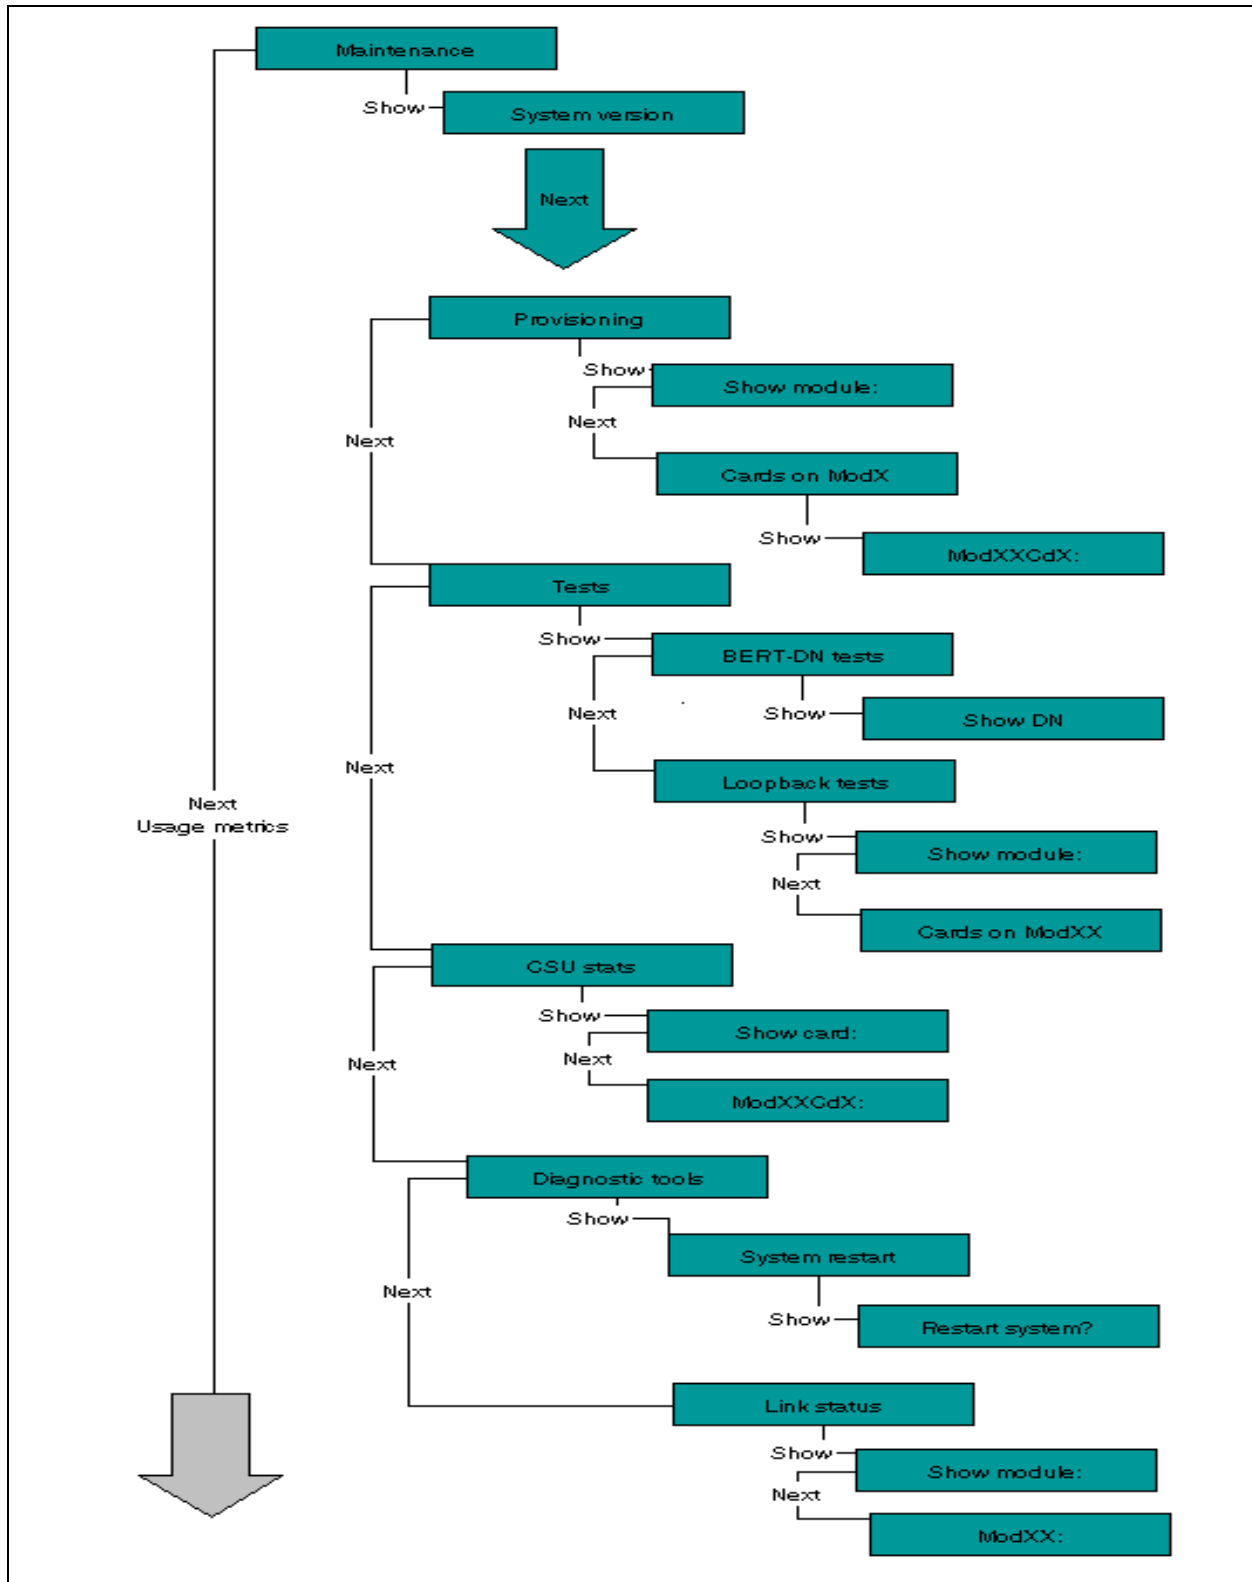 Maintenance
Show
System version
Next
Provisioning
Show
Show module:
Next
Next
Cards on ModX
Show
ModXXCdX:
Tests
Show
BERT-DN tests
Next
Show
Show DN
Next
Loopback tests
Next
Usage metrics
Show
Show module:
Next
Cards on ModXX
CSU stats
Show
Show card:
Next
Next
ModXXCdX:
Diagnostic tools
Show
System restart
Next
Show
Restart system?
Link status
Show
Show module:
Next
ModXX: